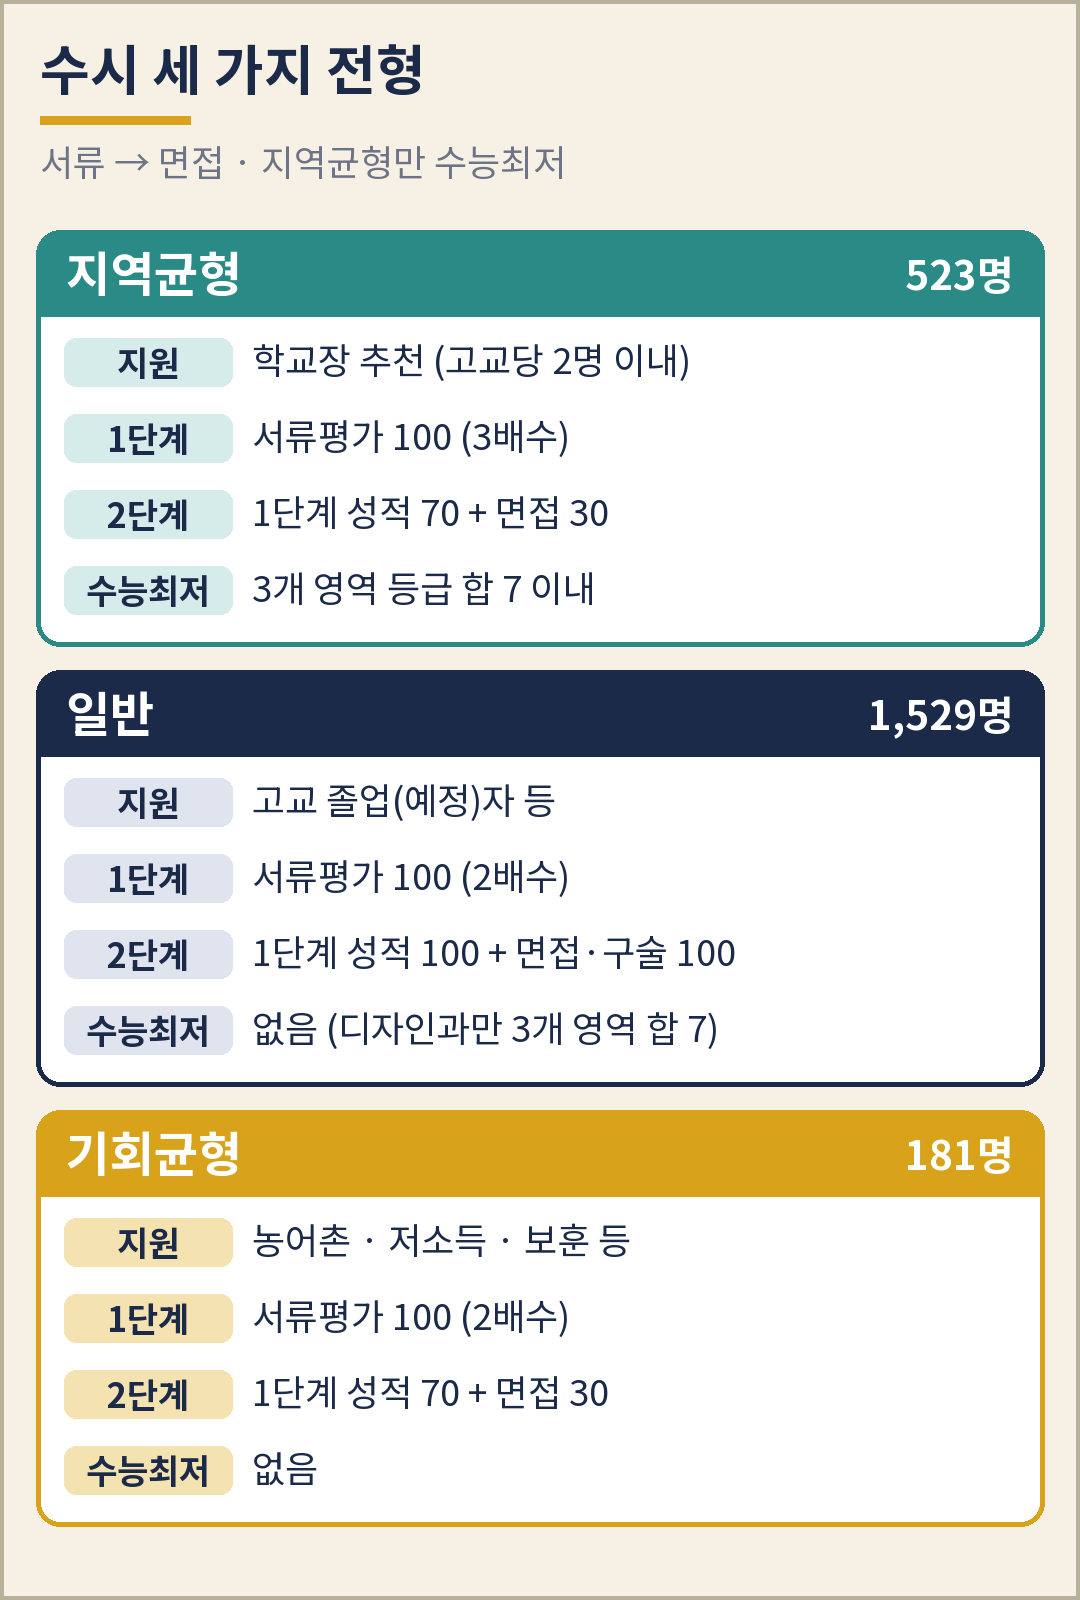 수시 세 가지 전형
서류 → 면접 · 지역균형만 수능최저
지역균형 523명
지원 학교장 추천 (고교당 2명 이내)
1단계 서류평가 100 (3배수)
2단계 1단계 성적 70 + 면접 30
수능최저 3개 영역 등급 합 7 이내
일반 1,529명
지원 고교 졸업(예정)자 등
1단계 서류평가 100 (2배수)
2단계 1단계 성적 100 + 면접·구술 100
수능최저 없음 (디자인과만 3개 영역 합 7)
기회균형 181명
지원 농어촌 · 저소득 · 보훈 등
1단계 서류평가 100 (2배수)
2단계 1단계 성적 70 + 면접 30
수능최저 없음